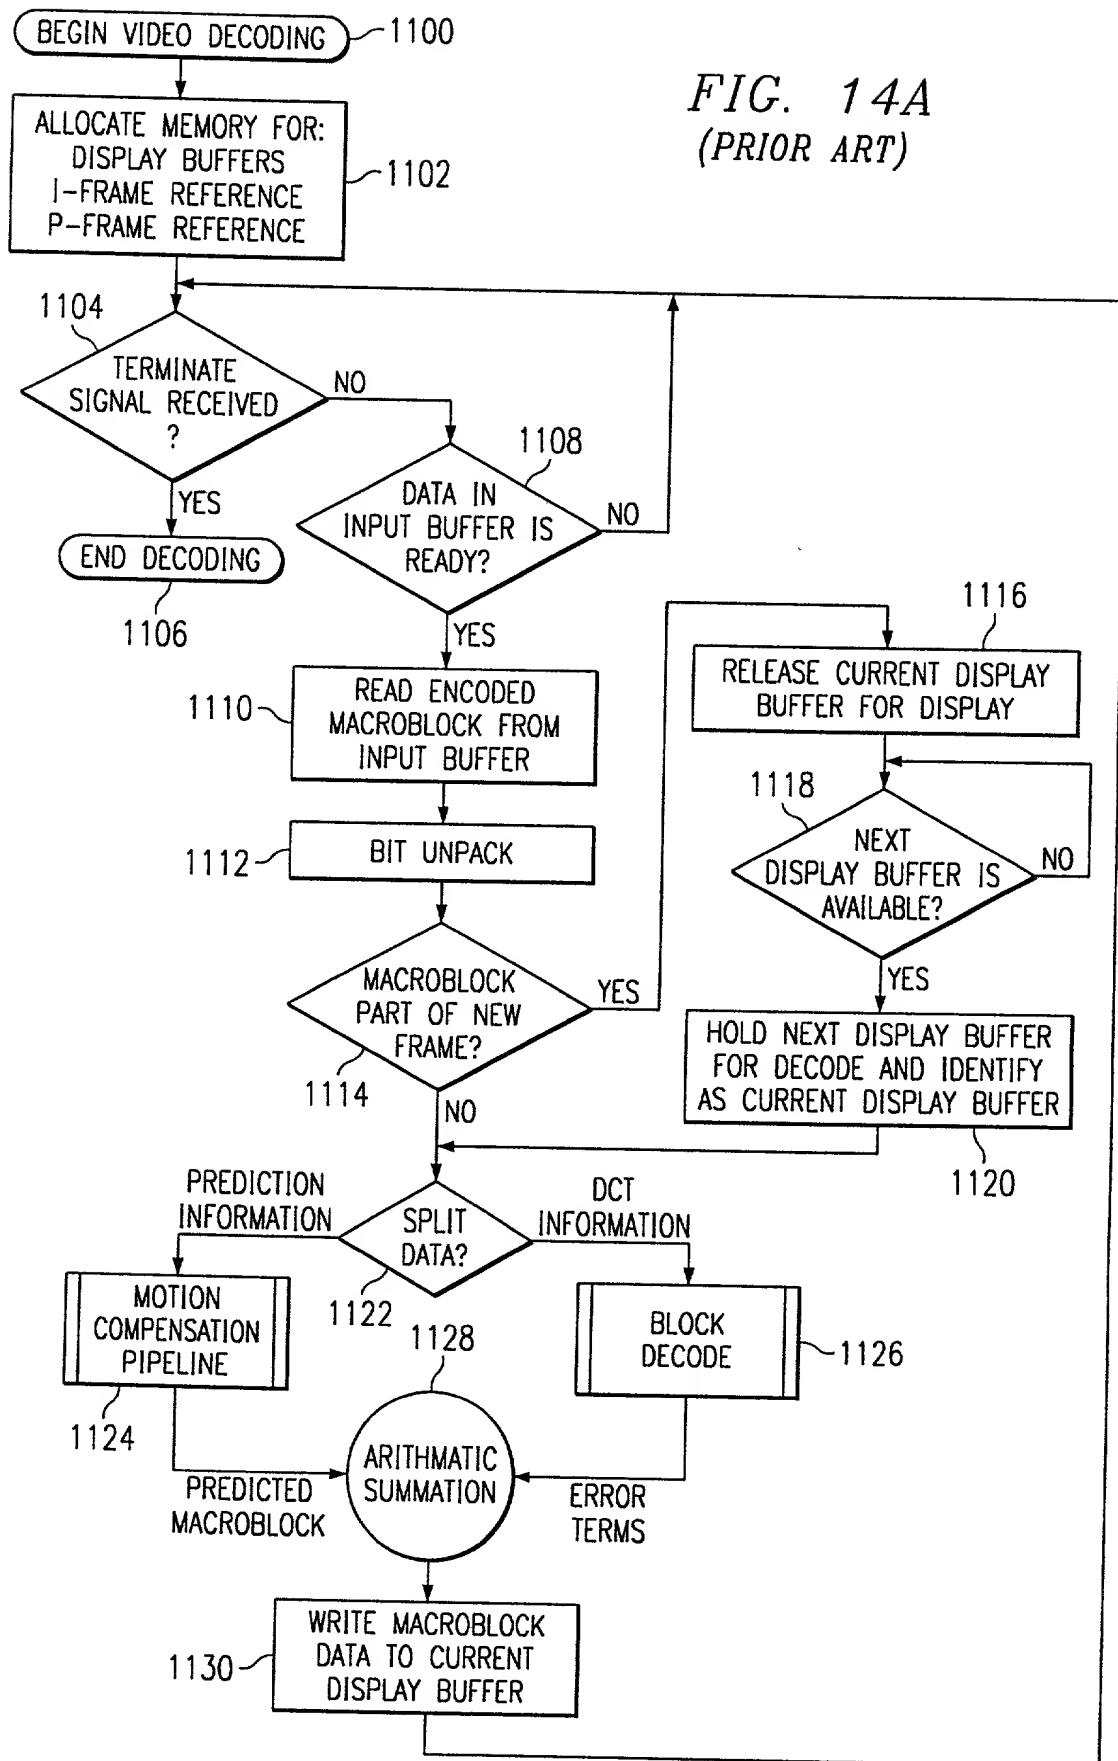 BEGIN VIDEO DECODING
1100
FIG. 14A
(PRIOR ART)
ALLOCATE MEMORY FOR:
DISPLAY BUFFERS
I-FRAME REFERENCE
P-FRAME REFERENCE
1102
1104
TERMINATE
SIGNAL RECEIVED
?
NO
YES
END DECODING
1106
1108
DATA IN
INPUT BUFFER IS
READY?
NO
YES
1110
READ ENCODED
MACROBLOCK FROM
INPUT BUFFER
1112
BIT UNPACK
MACROBLOCK
PART OF NEW
FRAME?
1114
YES
NO
1116
RELEASE CURRENT DISPLAY
BUFFER FOR DISPLAY
1118
NEXT
DISPLAY BUFFER IS
AVAILABLE?
NO
YES
HOLD NEXT DISPLAY BUFFER
FOR DECODE AND IDENTIFY
AS CURRENT DISPLAY BUFFER
1120
PREDICTION
INFORMATION
SPLIT
DATA?
1122
DCT
INFORMATION
MOTION
COMPENSATION
PIPELINE
1124
BLOCK
DECODE
1126
1128
ARITHMATIC
SUMMATION
PREDICTED
MACROBLOCK
ERROR
TERMS
1130
WRITE MACROBLOCK
DATA TO CURRENT
DISPLAY BUFFER